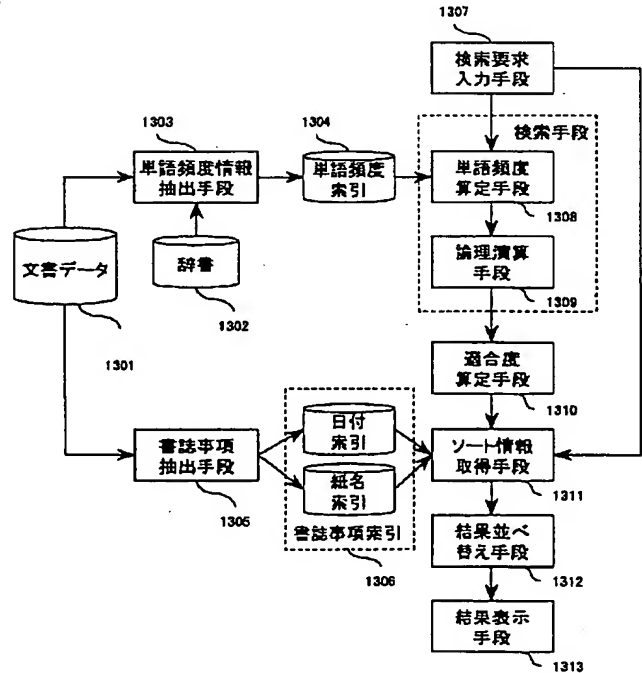 1307
検索要求
入力手段
検索手段
1303
単語頻度情報
抽出手段
1304
単語頻度
索引
単語頻度
算定手段
1308
文書データ
1301
辞書
1302
論理演算
手段
1309
適合度
算定手段
1310
書誌事項
抽出手段
1305
日付
索引
紙名
索引
書誌事項索引
1306
ソート情報
取得手段
1311
結果並べ
替え手段
1312
結果表示
手段
1313